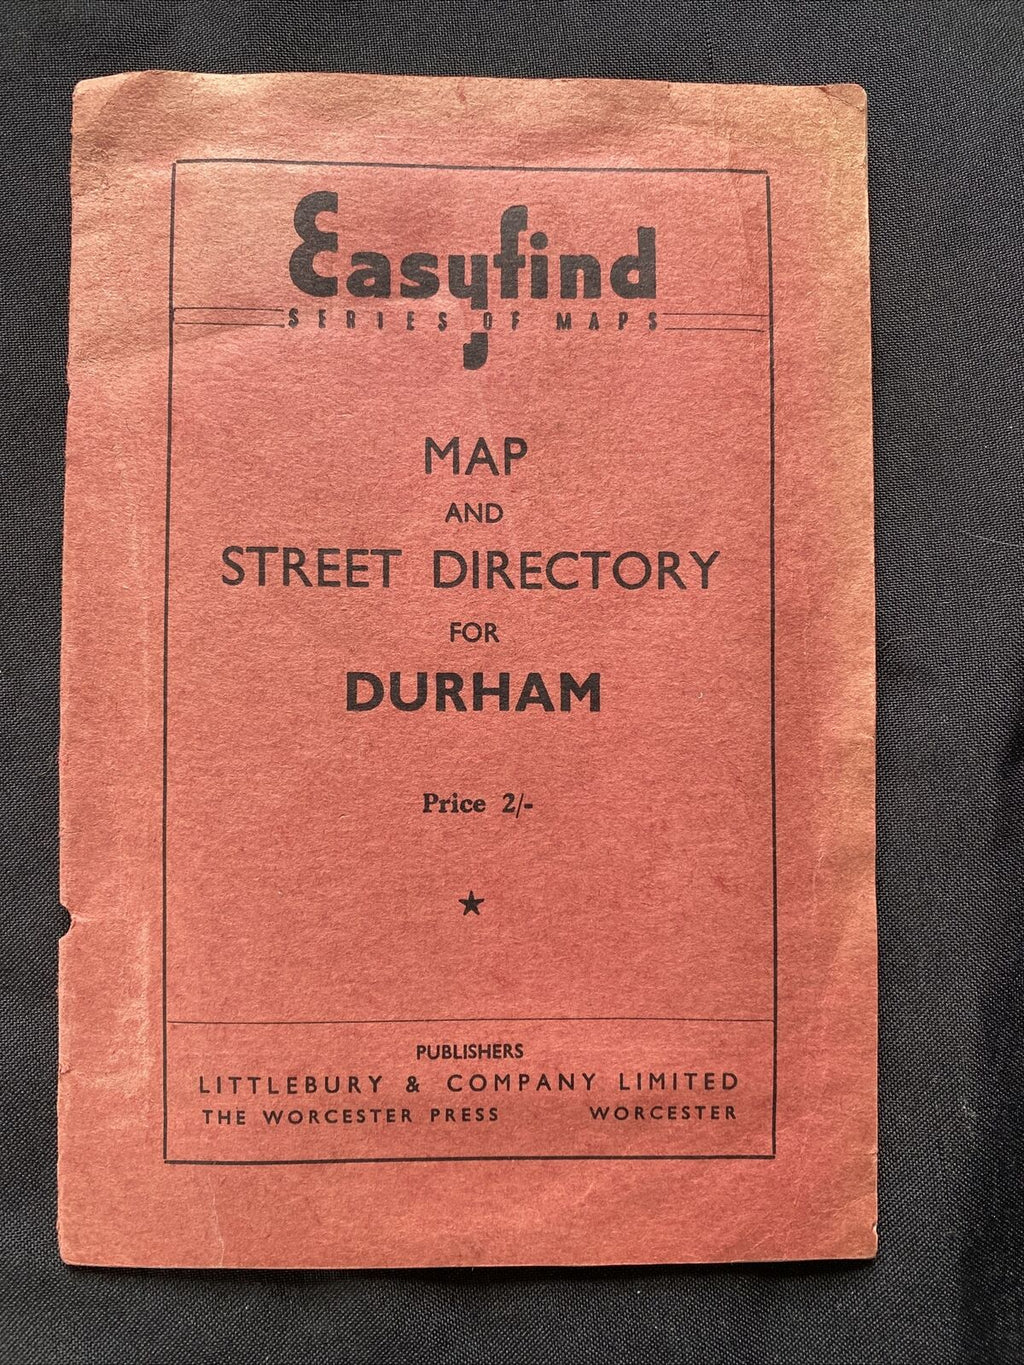 Easyfind
SERIES OF MAPS
MAP
AND
STREET DIRECTORY
FOR
DURHAM
Price 2/-
PUBLISHERS
LITTLEBURY & COMPANY LIMITED
THE WORCESTER PRESS WORCESTER